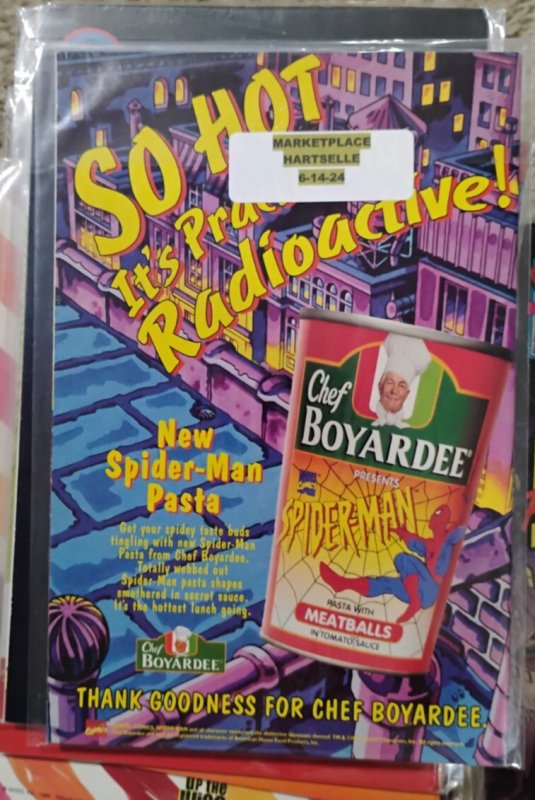 SO HOT
MARKETPLACE
HARTSELLE
6-14-24
It's
Radioactive!
Chef
BOYARDEE
PRESENTS
SPIDER-MAN
PASTA WITH
MEATBALLS
IN TOMATO SAUCE
New
Spider-Man
Pasta
Get your spidey taste buds
tingling with new Spider-Man
Pasta from Chef Boyardee.
Totally webbed out
Spider-Man pasta shapes
smothered in secret sauce.
It's the hottest lunch going.
Chef
BOYARDEE
THANK GOODNESS FOR CHEF BOYARDEE.
UP THE